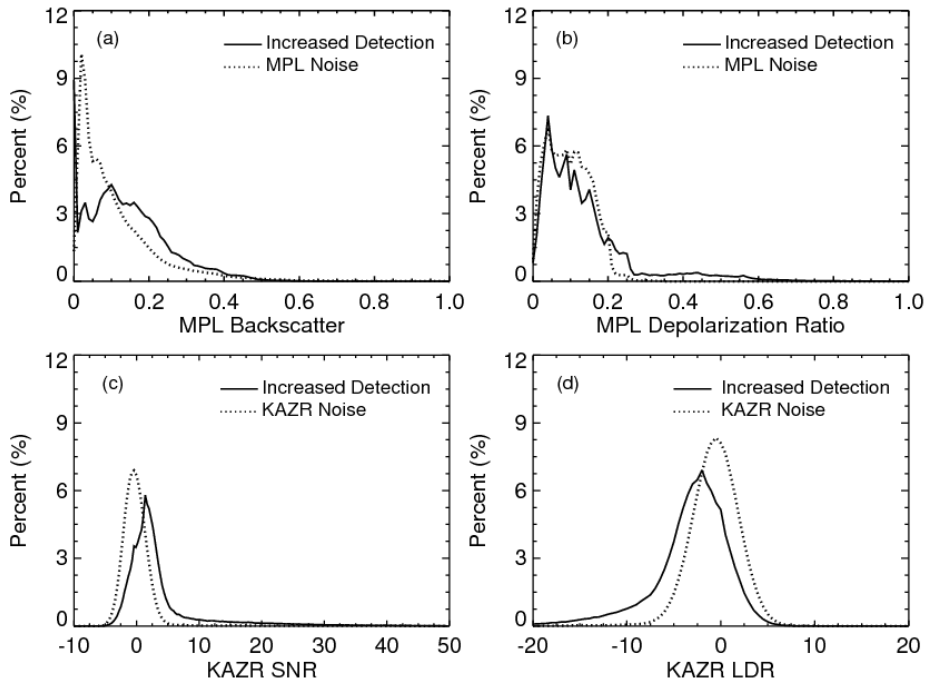 (a)
Increased Detection
MPL Noise
Percent (%)
12
9
6
3
0
0 0.2 0.4 0.6 0.8 1.0
MPL Backscatter
(b)
Increased Detection
MPL Noise
Percent (%)
12
9
6
3
0
0 0.2 0.4 0.6 0.8 1.0
MPL Depolarization Ratio
(c)
Increased Detection
KAZR Noise
Percent (%)
12
9
6
3
0
-10 0 10 20 30 40 50
KAZR SNR
(d)
Increased Detection
KAZR Noise
Percent (%)
12
9
6
3
0
-20 -10 0 10 20
KAZR LDR